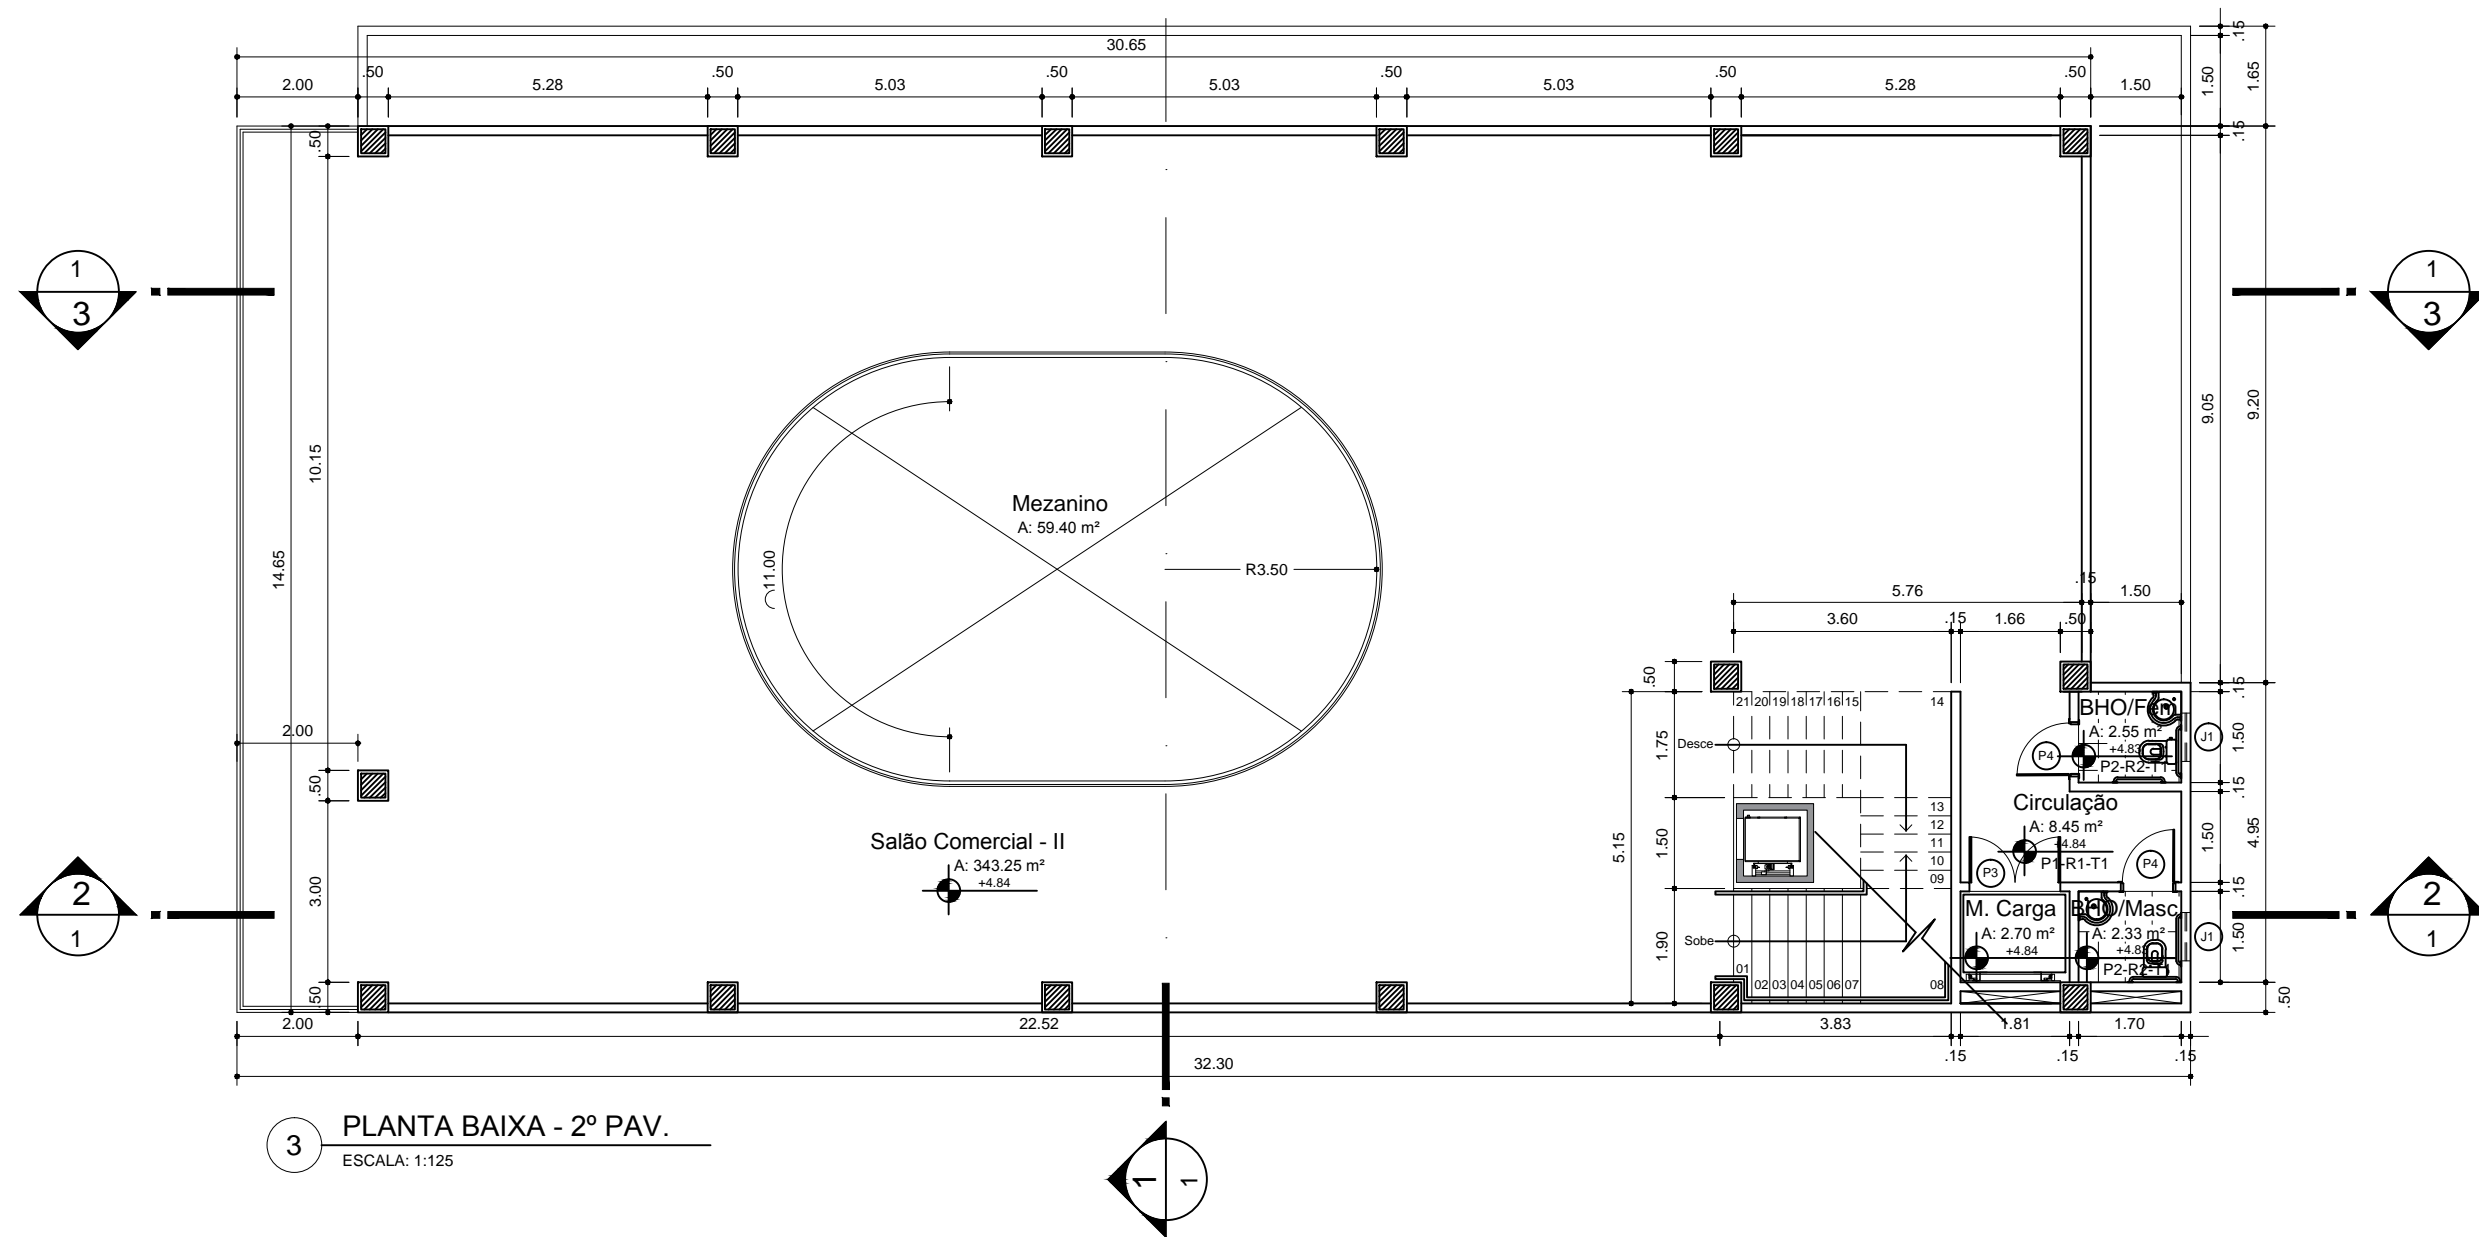 30.65
.15
.50 .50 .50 .50 .50 .50
2.00 5.28 5.03 5.03 5.03 5.28 1.50
1.50 1.65
.50 .15
1 3
1 3
10.15
14.65
9.05 9.20
Mezanino
A: 59.40 m²
11.00
R3.50
.15
5.76 1.50
3.60 .15 1.66 .50
.50
.15
21 20 19 18 17 16 15 14
BHO/Fem
A: 2.55 m²
+4.83
P2-R2-T1
P4
J1
1.50
2.00
Desce
1.75
.50
.15
13
12
11
10
09
Circulação
A: 8.45 m²
+4.84
P1-R1-T1
P3
P4
1.50
4.95
5.15
1.50
Salão Comercial - II
A: 343.25 m²
+4.84
3.00
.15
2 1
2 1
M. Carga
A: 2.70 m²
+4.84
BHO/Masc
A: 2.33 m²
+4.83
P2-R2-T1
J1
1.50
Sobe
1.90
01
02 03 04 05 06 07 08
.50
.50
2.00 22.52 3.83 1.81 1.70
.15 .15 .15
32.30
3 PLANTA BAIXA - 2º PAV.
ESCALA: 1:125
1 1